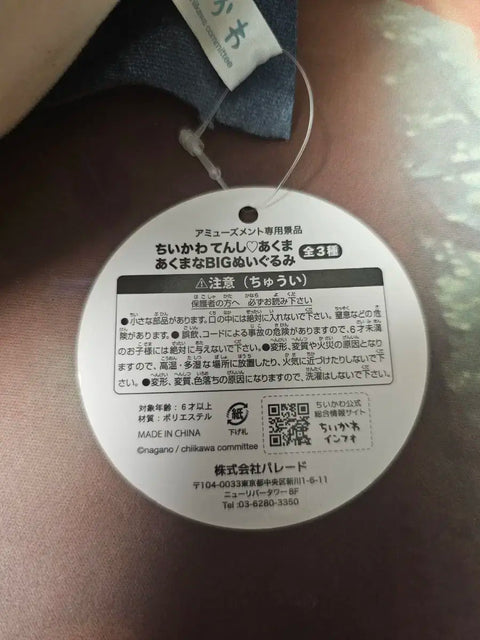 かわ
chiikawa committee
アミューズメント専用景品
ちいかわ てんし♡あくま
あくまなBIGぬいぐるみ 全3種
⚠注意（ちゅうい）
保護者の方へ 必ずお読み下さい
●小さな部品があります。口の中には絶対に入れないで下さい。窒息などの危
険があります。●誤飲、コードによる事故の危険がありますので、6才未満
のお子様には絶対に与えないで下さい。●変形、変質や火災の原因となり
ますので、高温・多湿な場所に放置したり、火気に近づけたりしないで下
さい。●変形、変質、色落ちの原因になりますので、洗濯はしないで下さい。
対象年齢：6才以上
材質：ポリエステル
MADE IN CHINA
©nagano / chiikawa committee
紙
下げ札
ちいかわ公式
総合情報サイト
ちいかわ
インフォ
株式会社パレード
〒104-0033東京都中央区新川1-6-11
ニューリバータワー8F
Tel :03-6280-3350